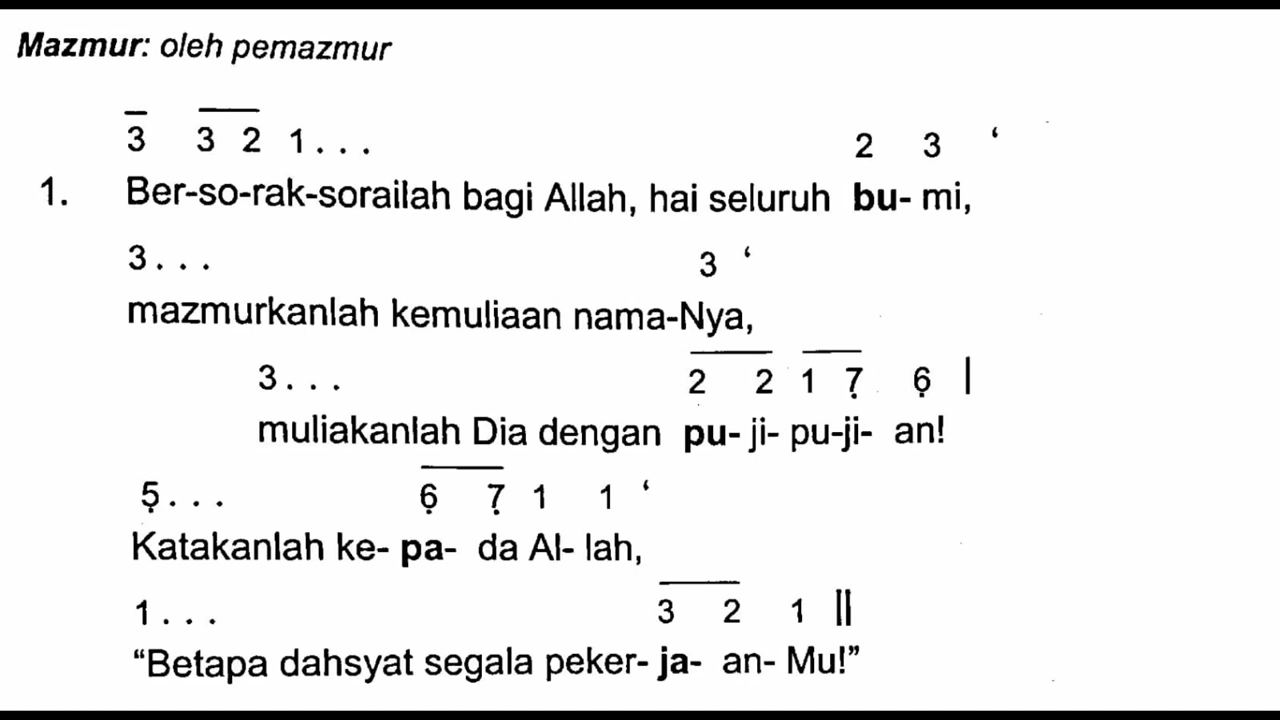 Mazmur: oleh pemazmur
3 3 2 1 . . . 2 3 ‘
1. Ber-so-rak-sorailah bagi Allah, hai seluruh bu- mi,
3 . . . 3 ‘
mazmurkanlah kemuliaan nama-Nya,
3 . . . 2 2 1 7̣ 6̣ |
muliakanlah Dia dengan pu- ji- pu-ji- an!
5̣ . . . 6̣ 7̣ 1 1 ‘
Katakanlah ke- pa- da Al- lah,
1 . . . 3 2 1 ||
“Betapa dahsyat segala peker- ja- an- Mu!”